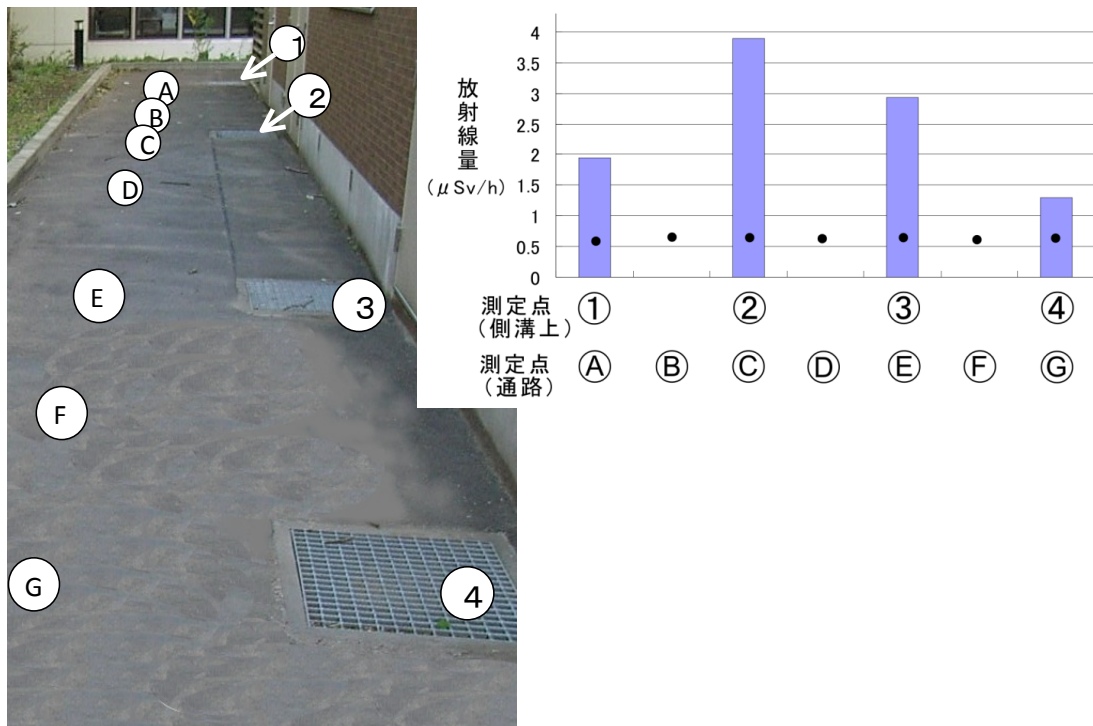 1
2
A
B
C
D
E
3
F
G
4
放射線量
(μSv/h)
4
3.5
3
2.5
2
1.5
1
0.5
0
測定点
(側溝上)
① ② ③ ④
測定点
(通路)
Ⓐ Ⓑ Ⓒ Ⓓ Ⓔ Ⓕ Ⓖ